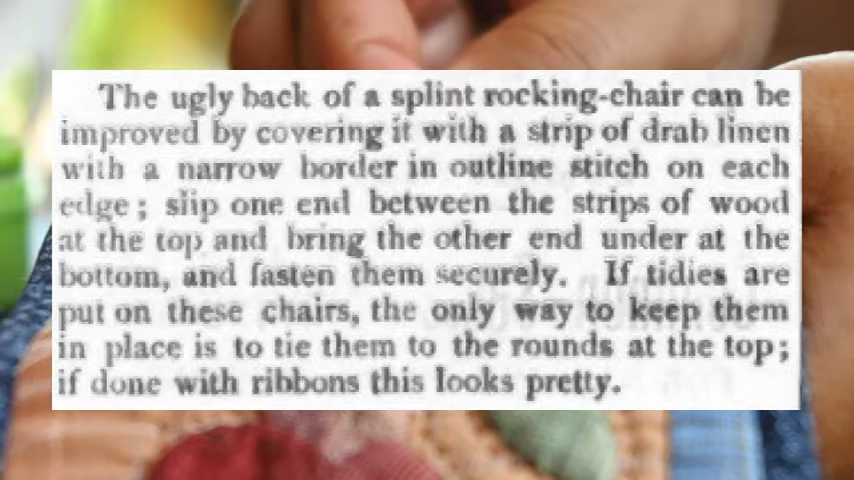 The ugly back of a splint rocking-chair can be
improved by covering it with a strip of drab linen
with a narrow border in outline stitch on each
edge; slip one end between the strips of wood
at the top and bring the other end under at the
bottom, and fasten them securely. If tidies are
put on these chairs, the only way to keep them
in place is to tie them to the rounds at the top;
if done with ribbons this looks pretty.